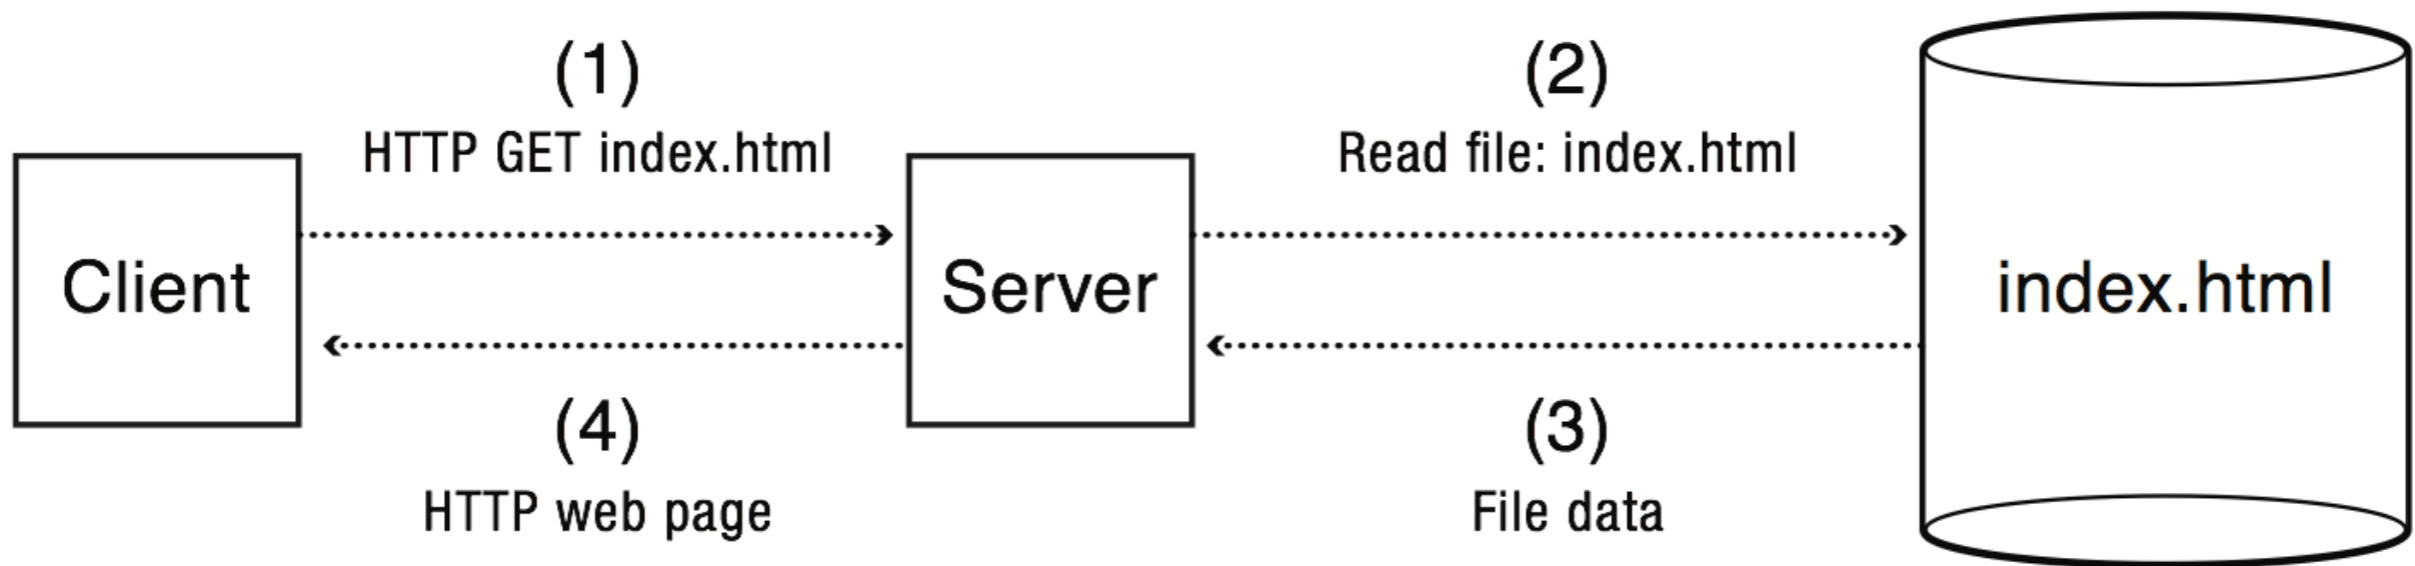 (1)
HTTP GET index.html
(2)
Read file: index.html
Client
Server
index.html
(4)
HTTP web page
(3)
File data